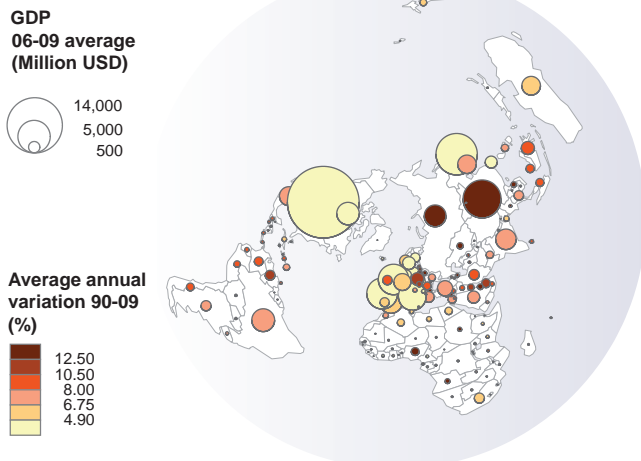 GDP
06-09 average
(Million USD)
14,000
5,000
500
Average annual
variation 90-09
(%)
12.50
10.50
8.00
6.75
4.90